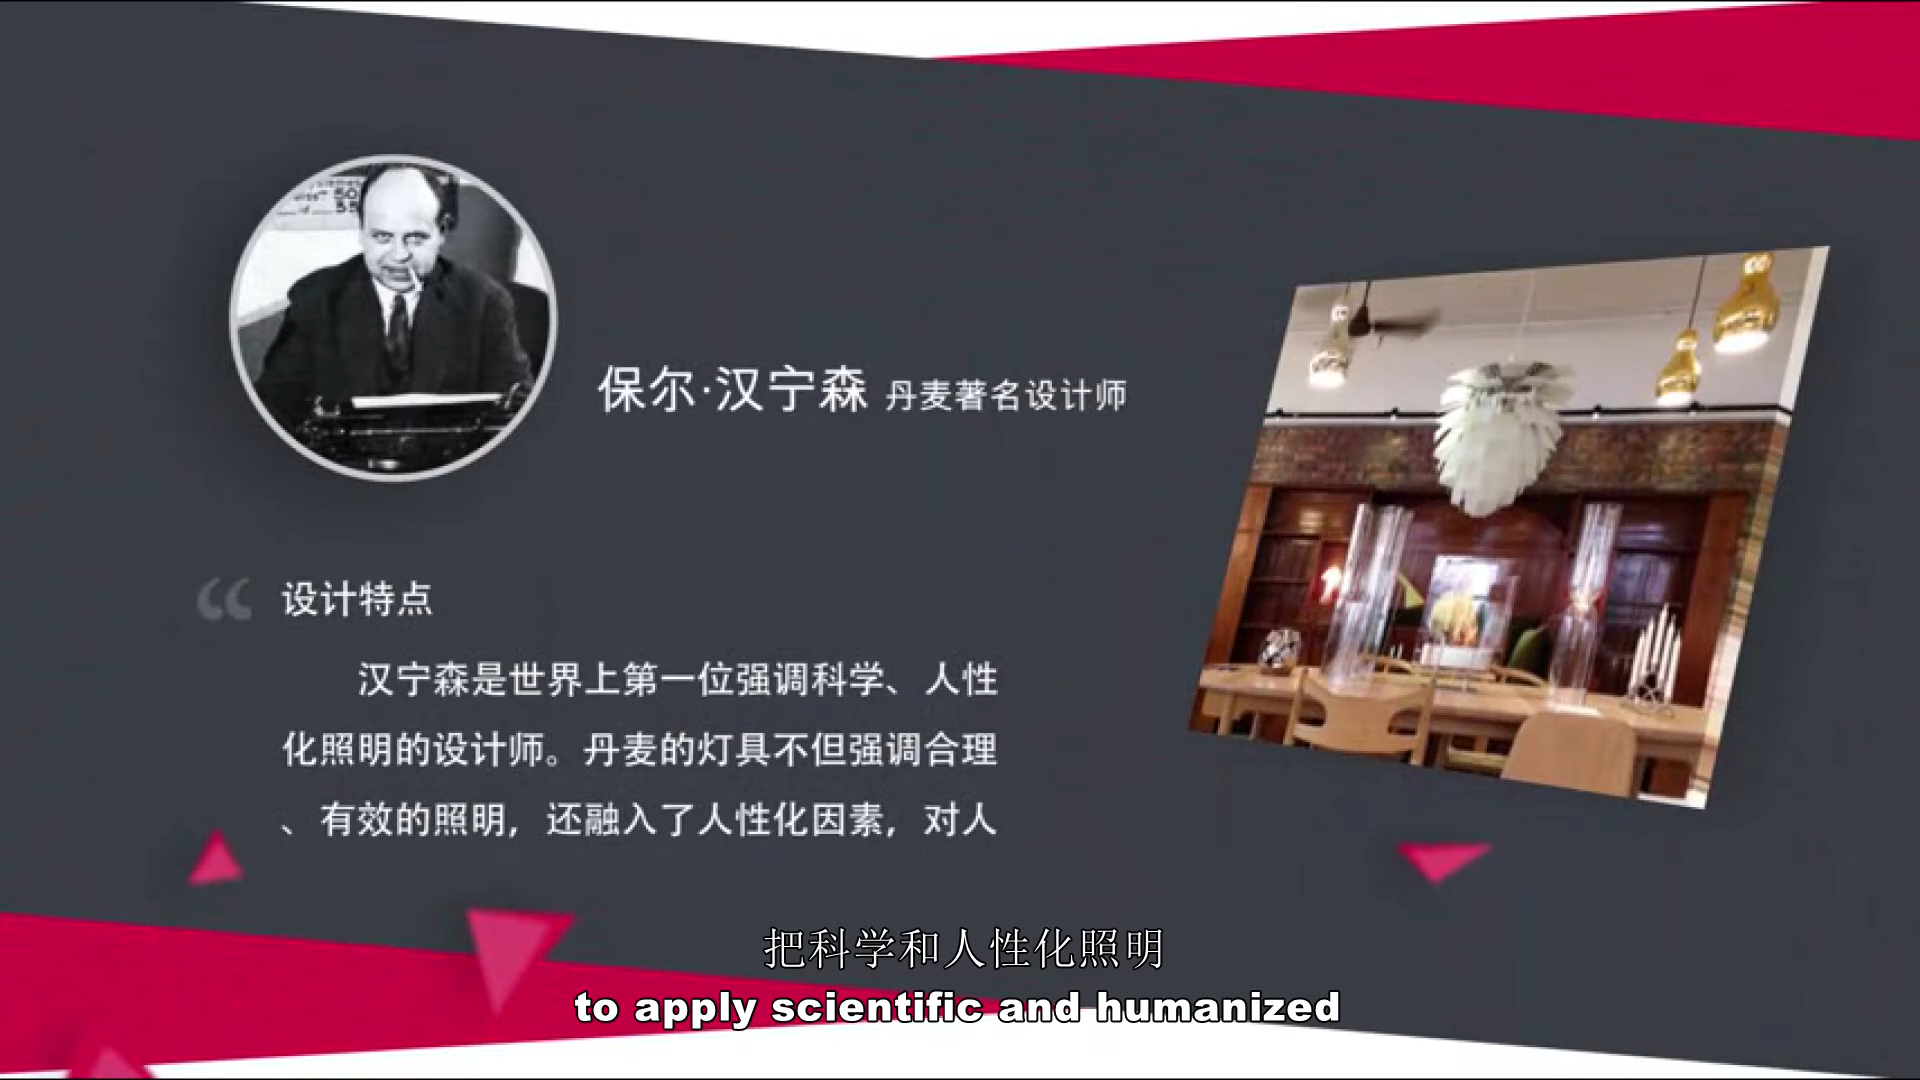 50
保尔·汉宁森 丹麦著名设计师
设计特点
汉宁森是世界上第一位强调科学、人性
化照明的设计师。丹麦的灯具不但强调合理
、有效的照明，还融入了人性化因素，对人
把科学和人性化照明
to apply scientific and humanized